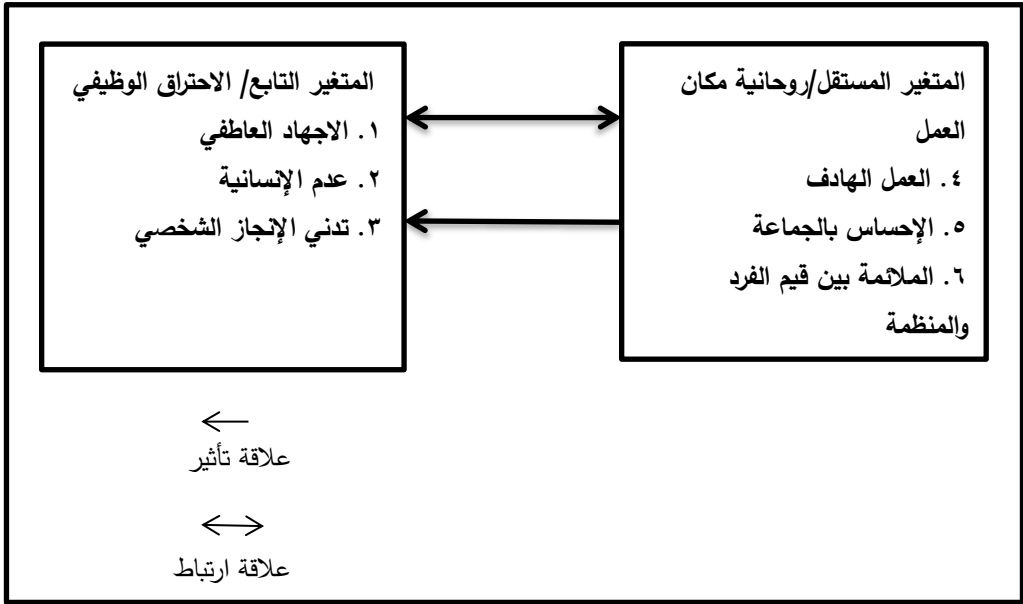 المتغير المستقل/روحانية مكان
العمل
٤. العمل الهادف
٥. الإحساس بالجماعة
٦. الملائمة بين قيم الفرد
والمنظمة
المتغير التابع/ الاحتراق الوظيفي
١. الاجهاد العاطفي
٢. عدم الإنسانية
٣. تدني الإنجاز الشخصي
علاقة تأثير
علاقة ارتباط